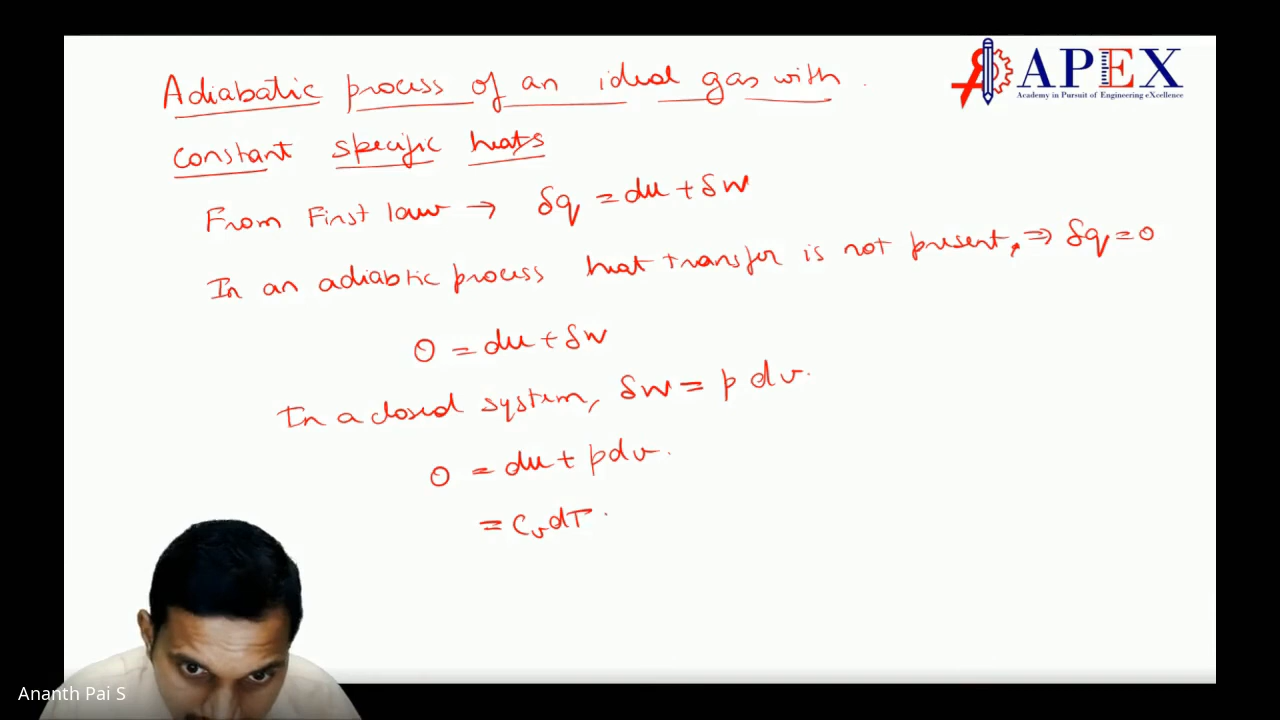 Adiabatic process of an ideal gas with
constant specific heats
APEX
Academy in Pursuit of Engineering eXcellence
From First law → δq = du + δw
In an adiabtic process heat transfer is not present, ⇒ δq = 0
0 = du + δw
In a closed system, δw = p dv.
0 = du + pdv.
= CvdT.
Ananth Pai S